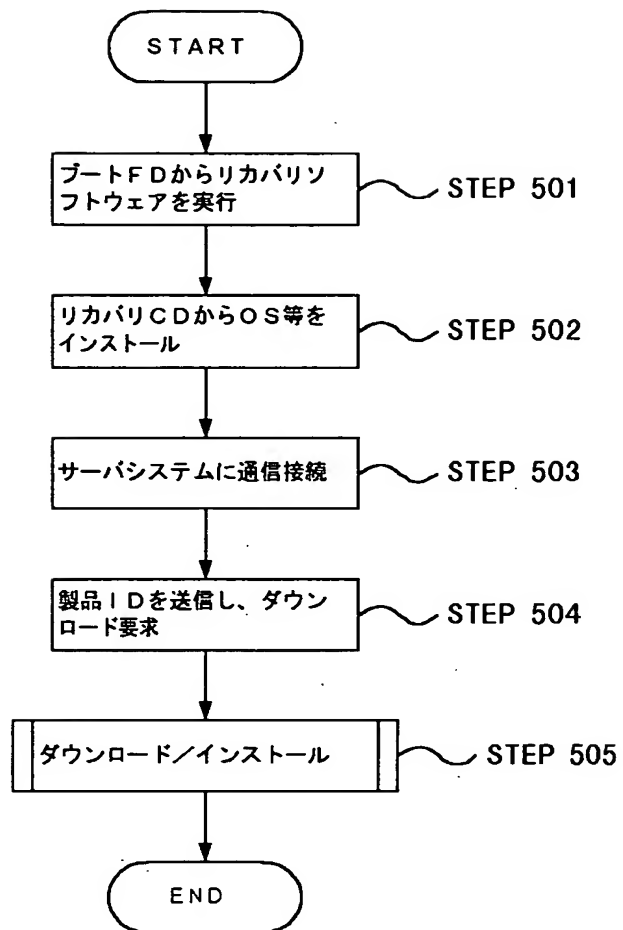 START
ブートFDからリカバリソ
フトウェアを実行
STEP 501
リカバリCDからOS等を
インストール
STEP 502
サーバシステムに通信接続
STEP 503
製品IDを送信し、ダウン
ロード要求
STEP 504
ダウンロード/インストール
STEP 505
END